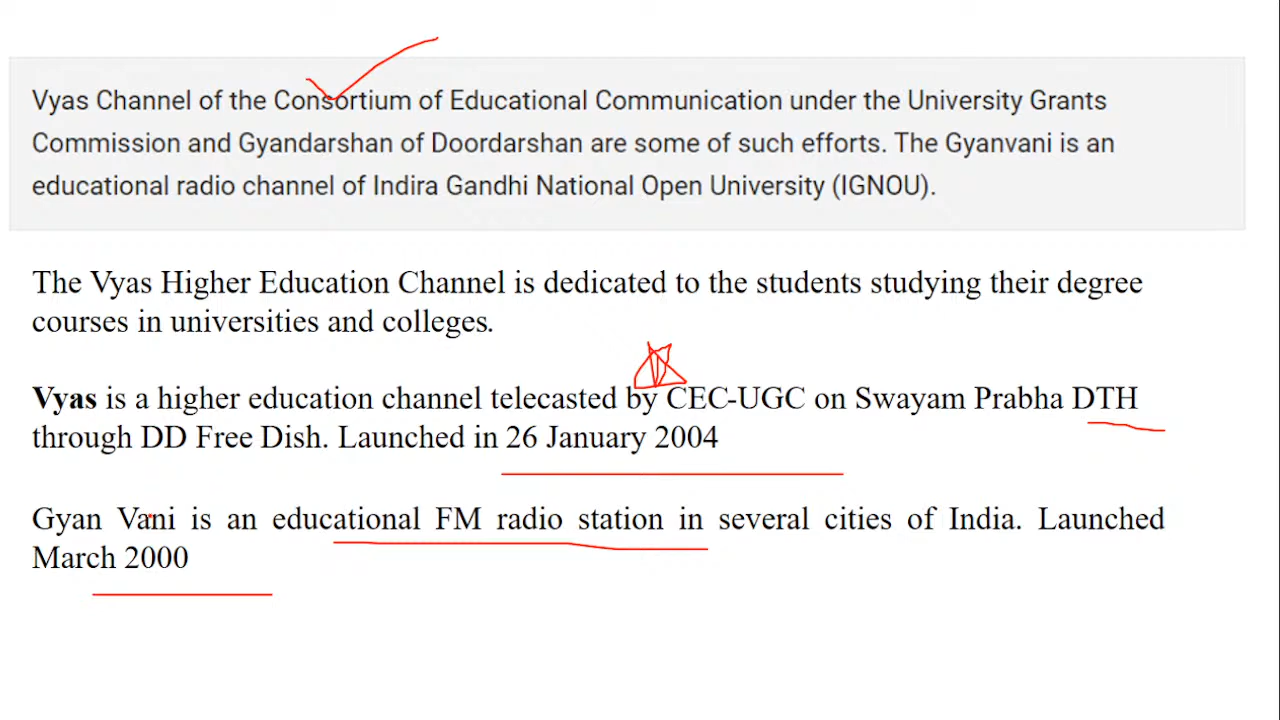 Vyas Channel of the Consortium of Educational Communication under the University Grants
Commission and Gyandarshan of Doordarshan are some of such efforts. The Gyanvani is an
educational radio channel of Indira Gandhi National Open University (IGNOU).
The Vyas Higher Education Channel is dedicated to the students studying their degree
courses in universities and colleges.
Vyas is a higher education channel telecasted by CEC-UGC on Swayam Prabha DTH
through DD Free Dish. Launched in 26 January 2004
Gyan Vani is an educational FM radio station in several cities of India. Launched
March 2000